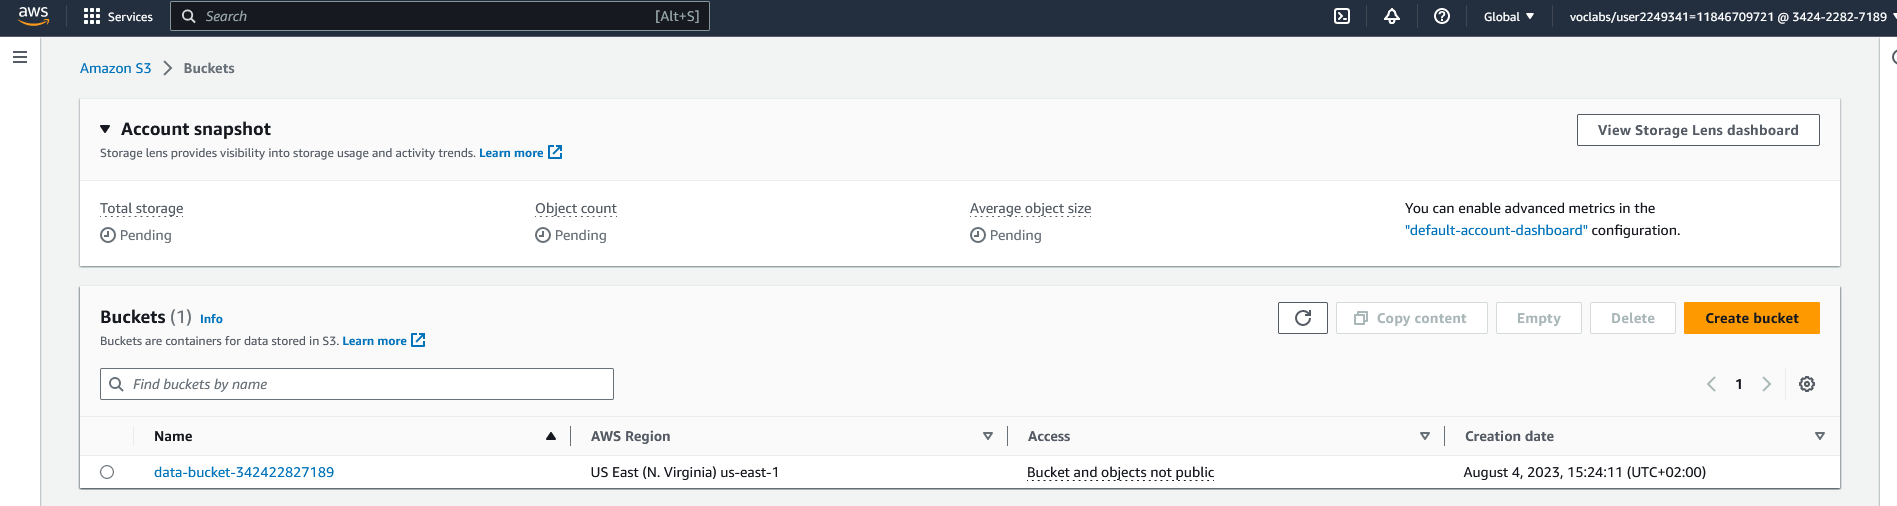 aws Services Search [Alt+S] Global voclabs/user2249341=11846709721 @ 3424-2282-7189
Amazon S3 Buckets
Account snapshot
View Storage Lens dashboard
Storage lens provides visibility into storage usage and activity trends. Learn more
Total storage Object count Average object size You can enable advanced metrics in the
"default-account-dashboard" configuration.
Pending Pending Pending
Buckets (1) Info
Copy content Empty Delete Create bucket
Buckets are containers for data stored in S3. Learn more
Find buckets by name 1
Name AWS Region Access Creation date
data-bucket-342422827189 US East (N. Virginia) us-east-1 Bucket and objects not public August 4, 2023, 15:24:11 (UTC+02:00)